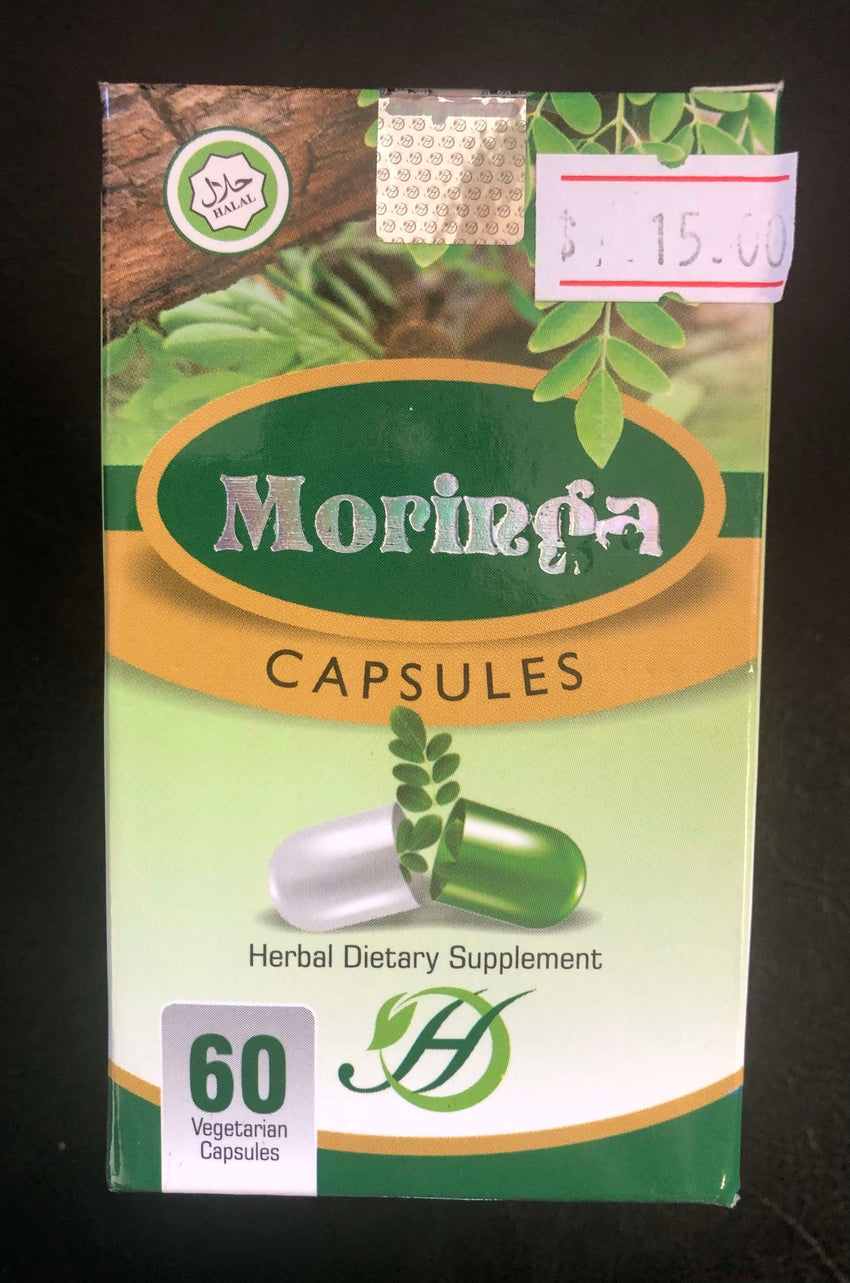 حلال
HALAL
$ 15.00
Moringa
CAPSULES
Herbal Dietary Supplement
H
60
Vegetarian
Capsules